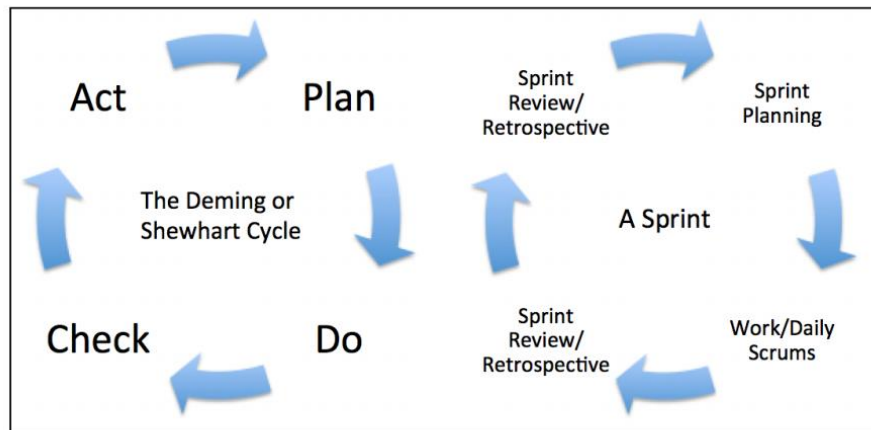 Act
Plan
The Deming or
Shewhart Cycle
Check
Do
Sprint
Review/
Retrospective
Sprint
Planning
A Sprint
Sprint
Review/
Retrospective
Work/Daily
Scrums